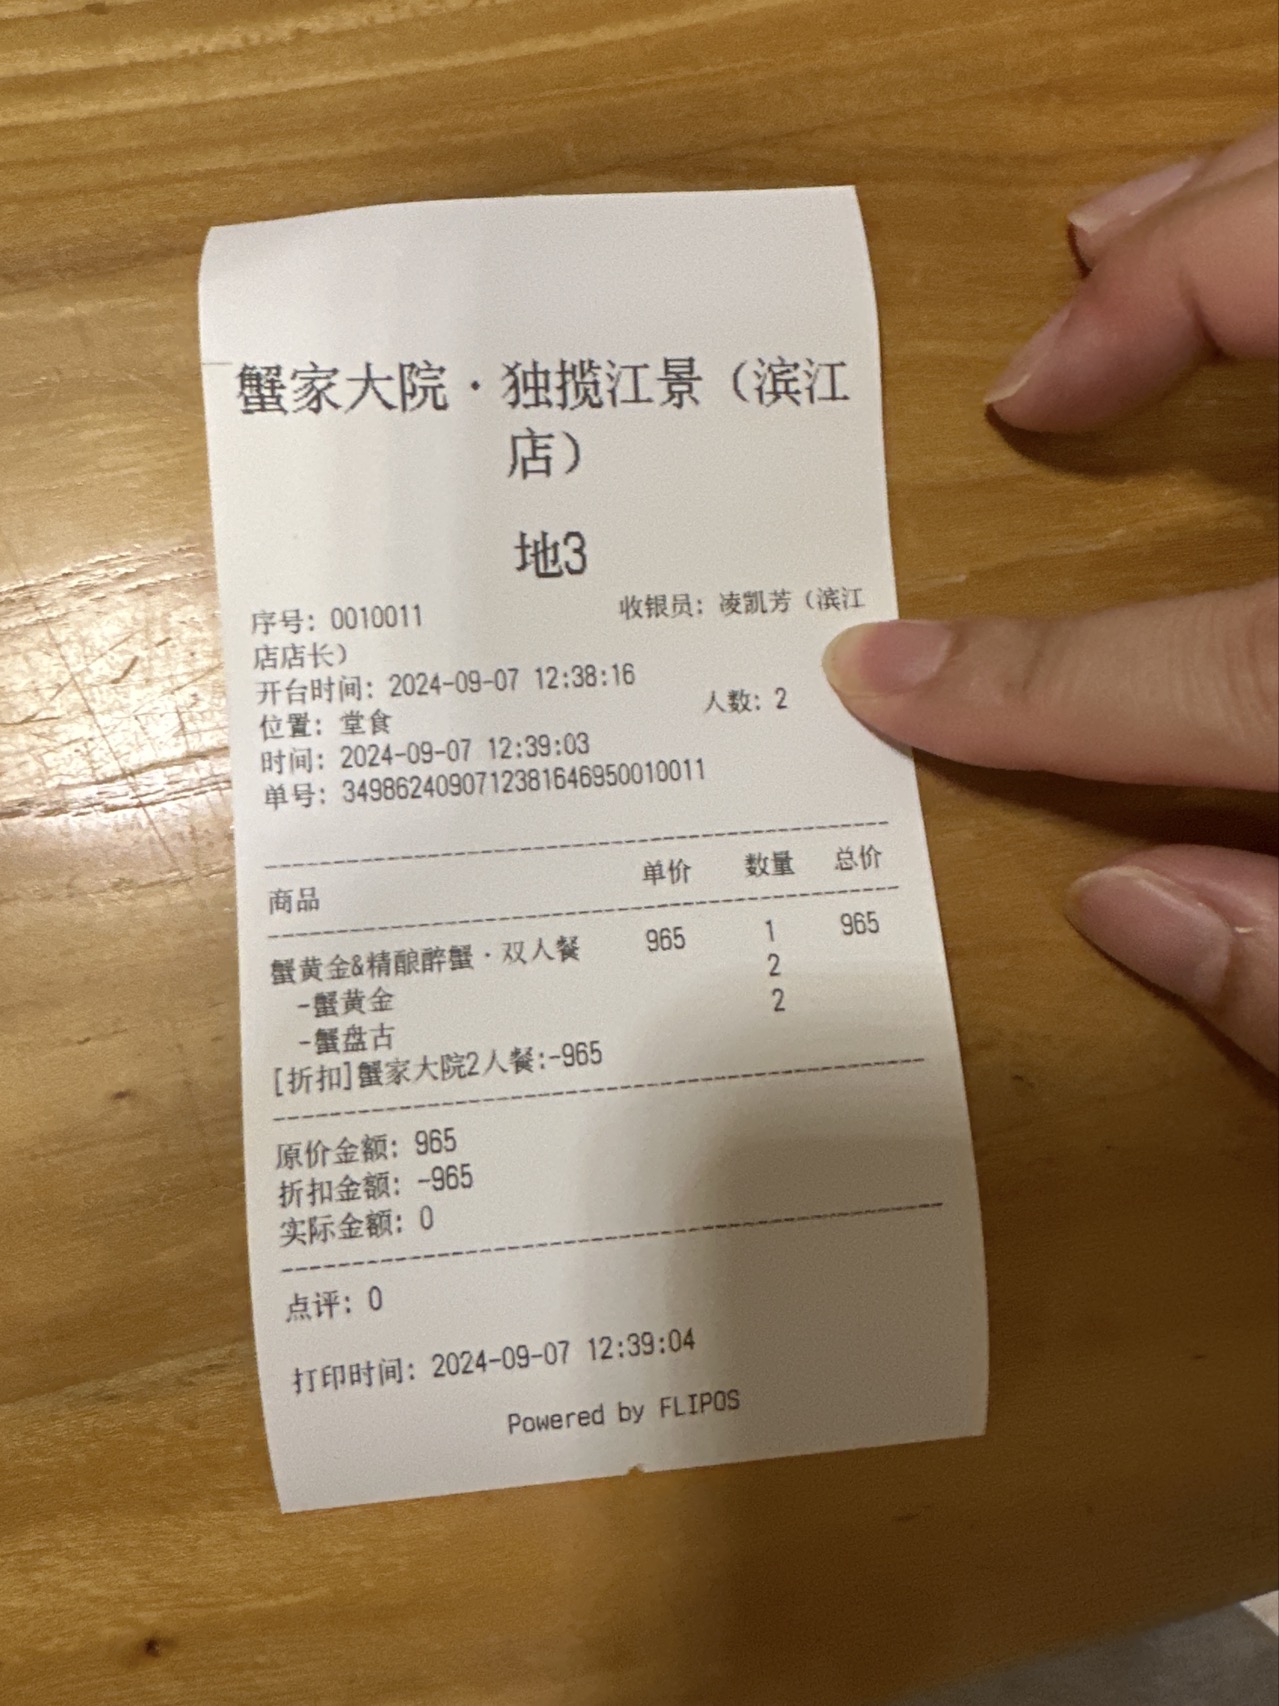 蟹家大院·独揽江景（滨江
店）
地3
序号：0010011 收银员：凌凯芳（滨江
店店长）
开台时间：2024-09-07 12:38:16
位置：堂食 人数：2
时间：2024-09-07 12:39:03
单号：3498624090712381646950010011
商品 单价 数量 总价
蟹黄金&精酿醉蟹·双人餐 965 1 965
-蟹黄金 2
-蟹盘古 2
[折扣]蟹家大院2人餐:-965
原价金额：965
折扣金额：-965
实际金额：0
点评：0
打印时间：2024-09-07 12:39:04
Powered by FLIPOS